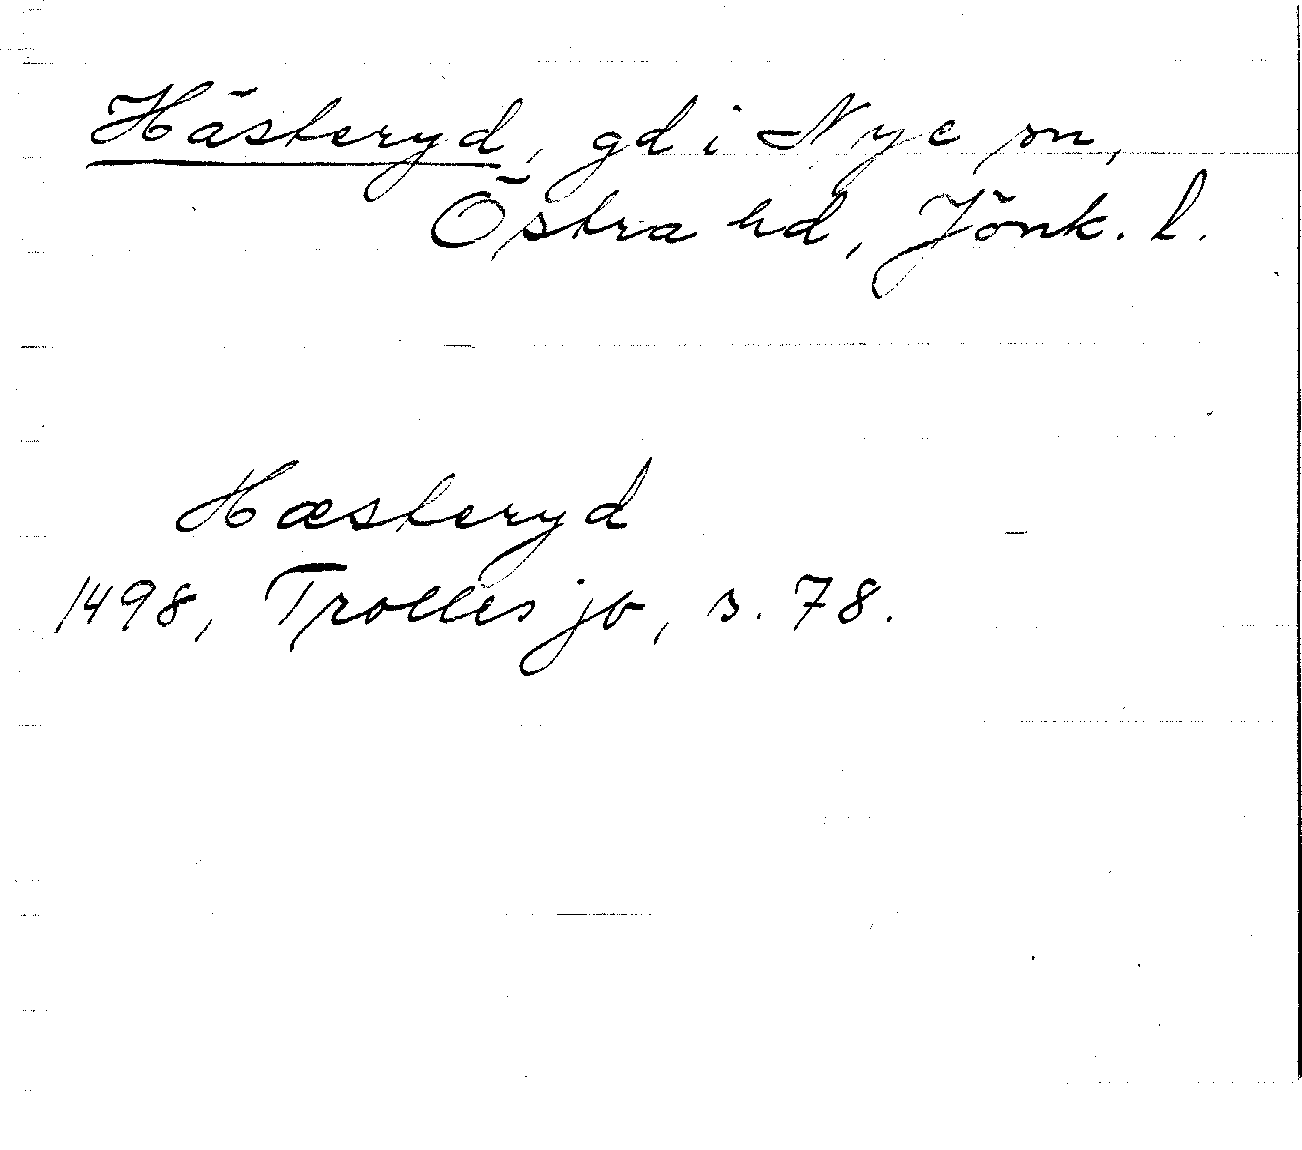 Hästeryd, gd i Nye sn,
Östra hd, Jönk. l.
Hæsteryd
1498, Trolles jb, s. 78.